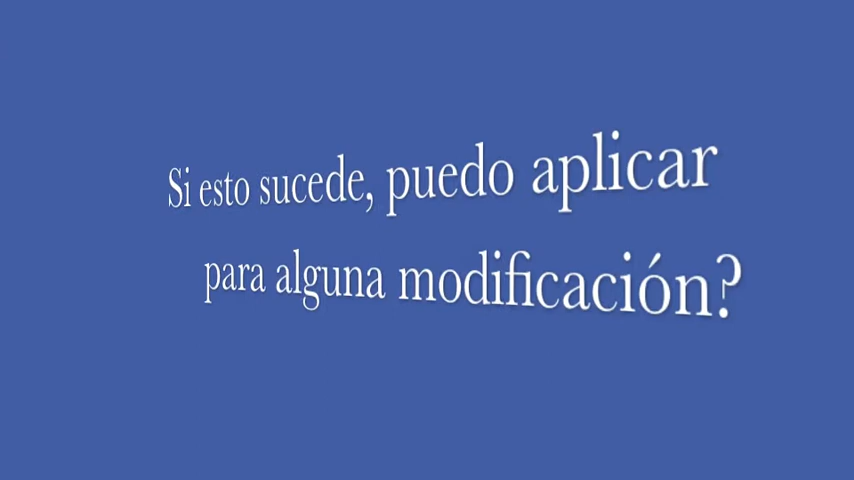 Si esto sucede, puedo aplicar
para alguna modificación?